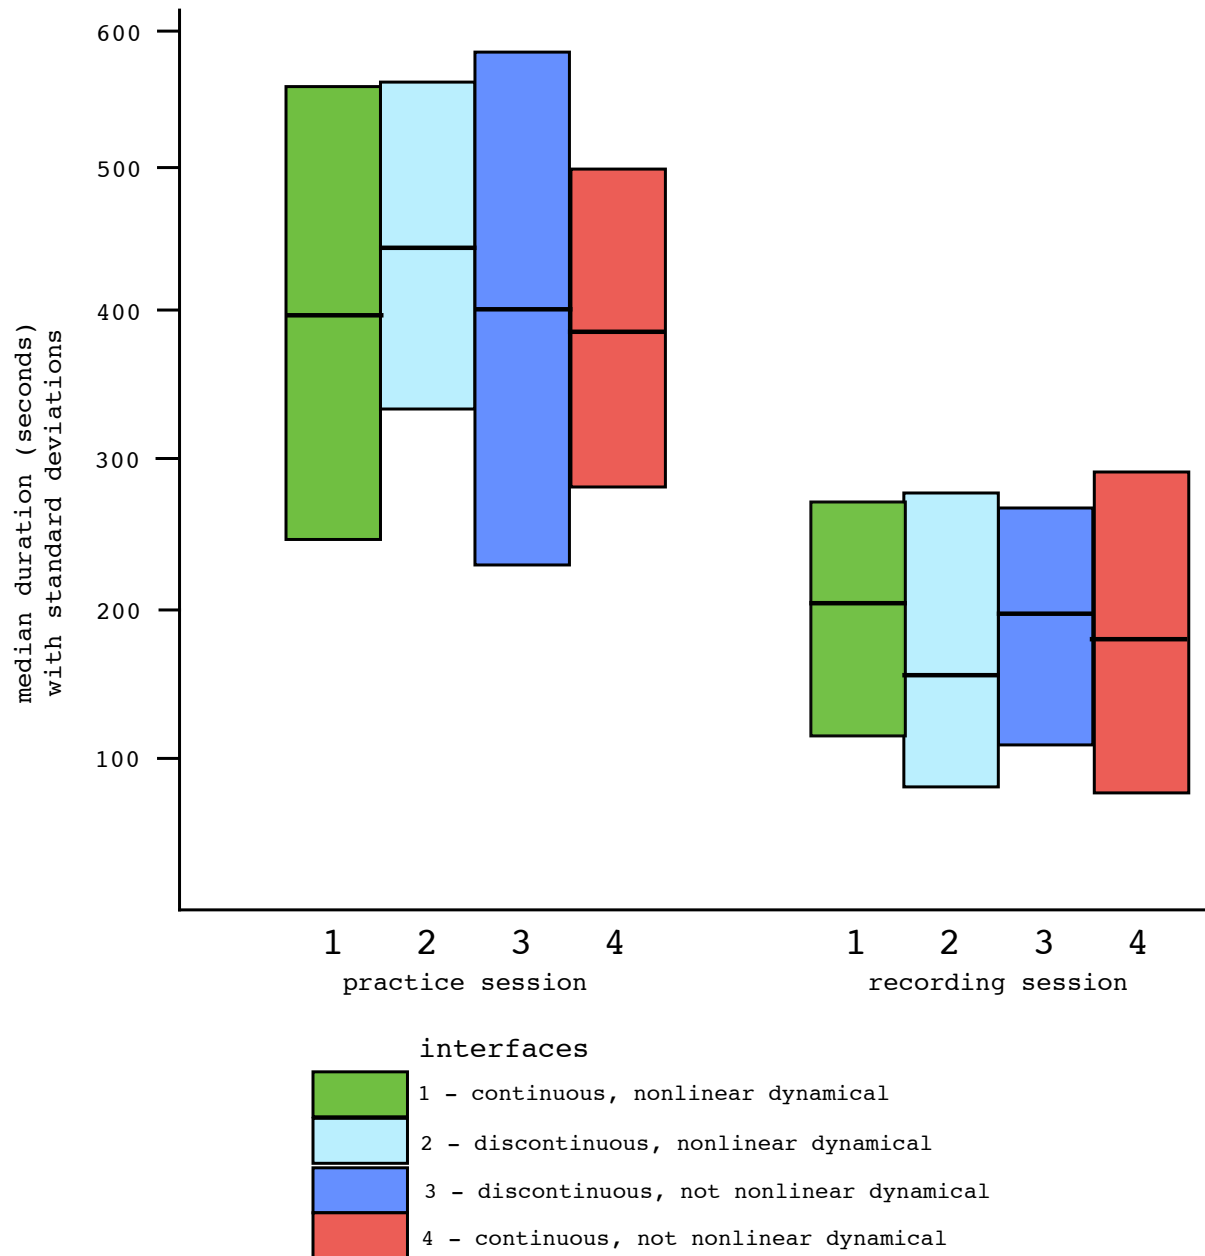 600
500
400
300
200
100
median duration (seconds)
with standard deviations
1 2 3 4
practice session
1 2 3 4
recording session
interfaces
1 – continuous, nonlinear dynamical
2 – discontinuous, nonlinear dynamical
3 – discontinuous, not nonlinear dynamical
4 – continuous, not nonlinear dynamical